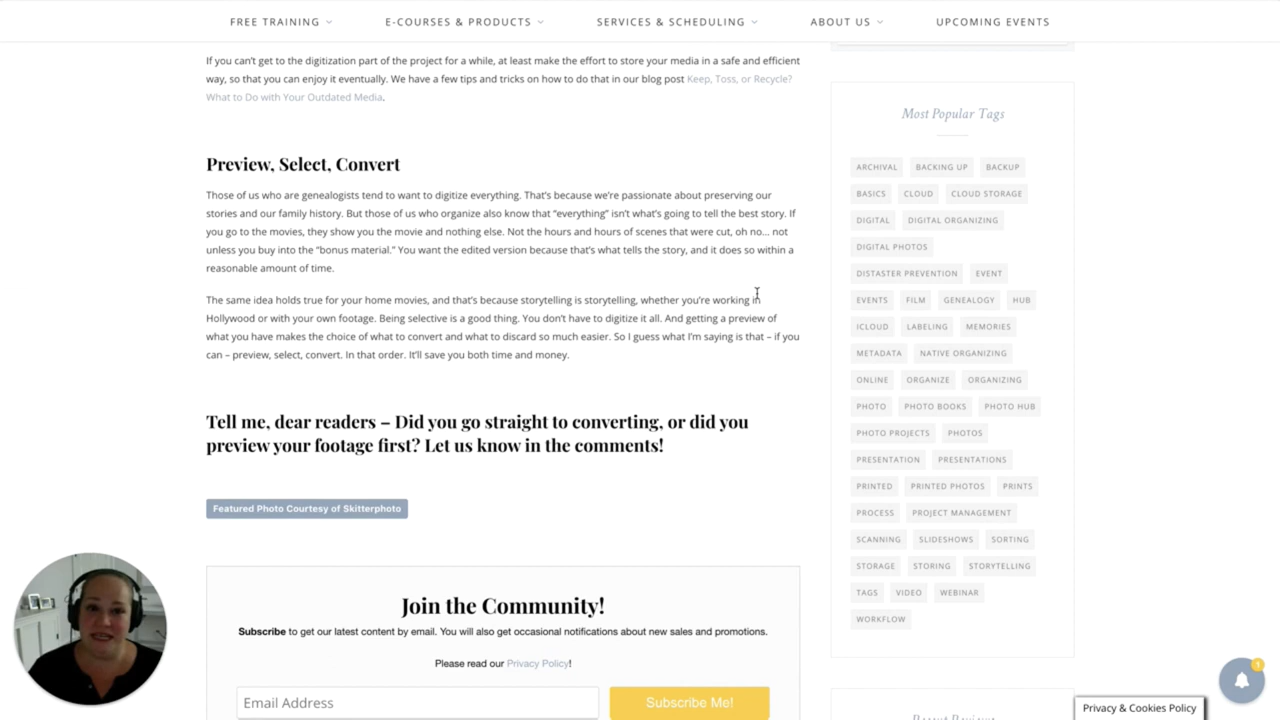 FREE TRAINING
E-COURSES & PRODUCTS
SERVICES & SCHEDULING
ABOUT US
UPCOMING EVENTS
If you can't get to the digitization part of the project for a while, at least make the effort to store your media in a safe and efficient
way, so that you can enjoy it eventually. We have a few tips and tricks on how to do that in our blog post Keep, Toss, or Recycle?
What to Do with Your Outdated Media.
Preview, Select, Convert
Those of us who are genealogists tend to want to digitize everything. That's because we're passionate about preserving our
stories and our family history. But those of us who organize also know that “everything” isn't what's going to tell the best story. If
you go to the movies, they show you the movie and nothing else. Not the hours and hours of scenes that were cut, oh no... not
unless you buy into the “bonus material.” You want the edited version because that's what tells the story, and it does so within a
reasonable amount of time.
The same idea holds true for your home movies, and that's because storytelling is storytelling, whether you're working in
Hollywood or with your own footage. Being selective is a good thing. You don't have to digitize it all. And getting a preview of
what you have makes the choice of what to convert and what to discard so much easier. So I guess what I'm saying is that – if you
can – preview, select, convert. In that order. It'll save you both time and money.
Tell me, dear readers – Did you go straight to converting, or did you
preview your footage first? Let us know in the comments!
Featured Photo Courtesy of Skitterphoto
Join the Community!
Subscribe to get our latest content by email. You will also get occasional notifications about new sales and promotions.
Please read our Privacy Policy!
Email Address
Subscribe Me!
Most Popular Tags
ARCHIVAL BACKING UP BACKUP
BASICS CLOUD CLOUD STORAGE
DIGITAL DIGITAL ORGANIZING
DIGITAL PHOTOS
DISTASTER PREVENTION EVENT
EVENTS FILM GENEALOGY HUB
ICLOUD LABELING MEMORIES
METADATA NATIVE ORGANIZING
ONLINE ORGANIZE ORGANIZING
PHOTO PHOTO BOOKS PHOTO HUB
PHOTO PROJECTS PHOTOS
PRESENTATION PRESENTATIONS
PRINTED PRINTED PHOTOS PRINTS
PROCESS PROJECT MANAGEMENT
SCANNING SLIDESHOWS SORTING
STORAGE STORING STORYTELLING
TAGS VIDEO WEBINAR
WORKFLOW
1
Privacy & Cookies Policy